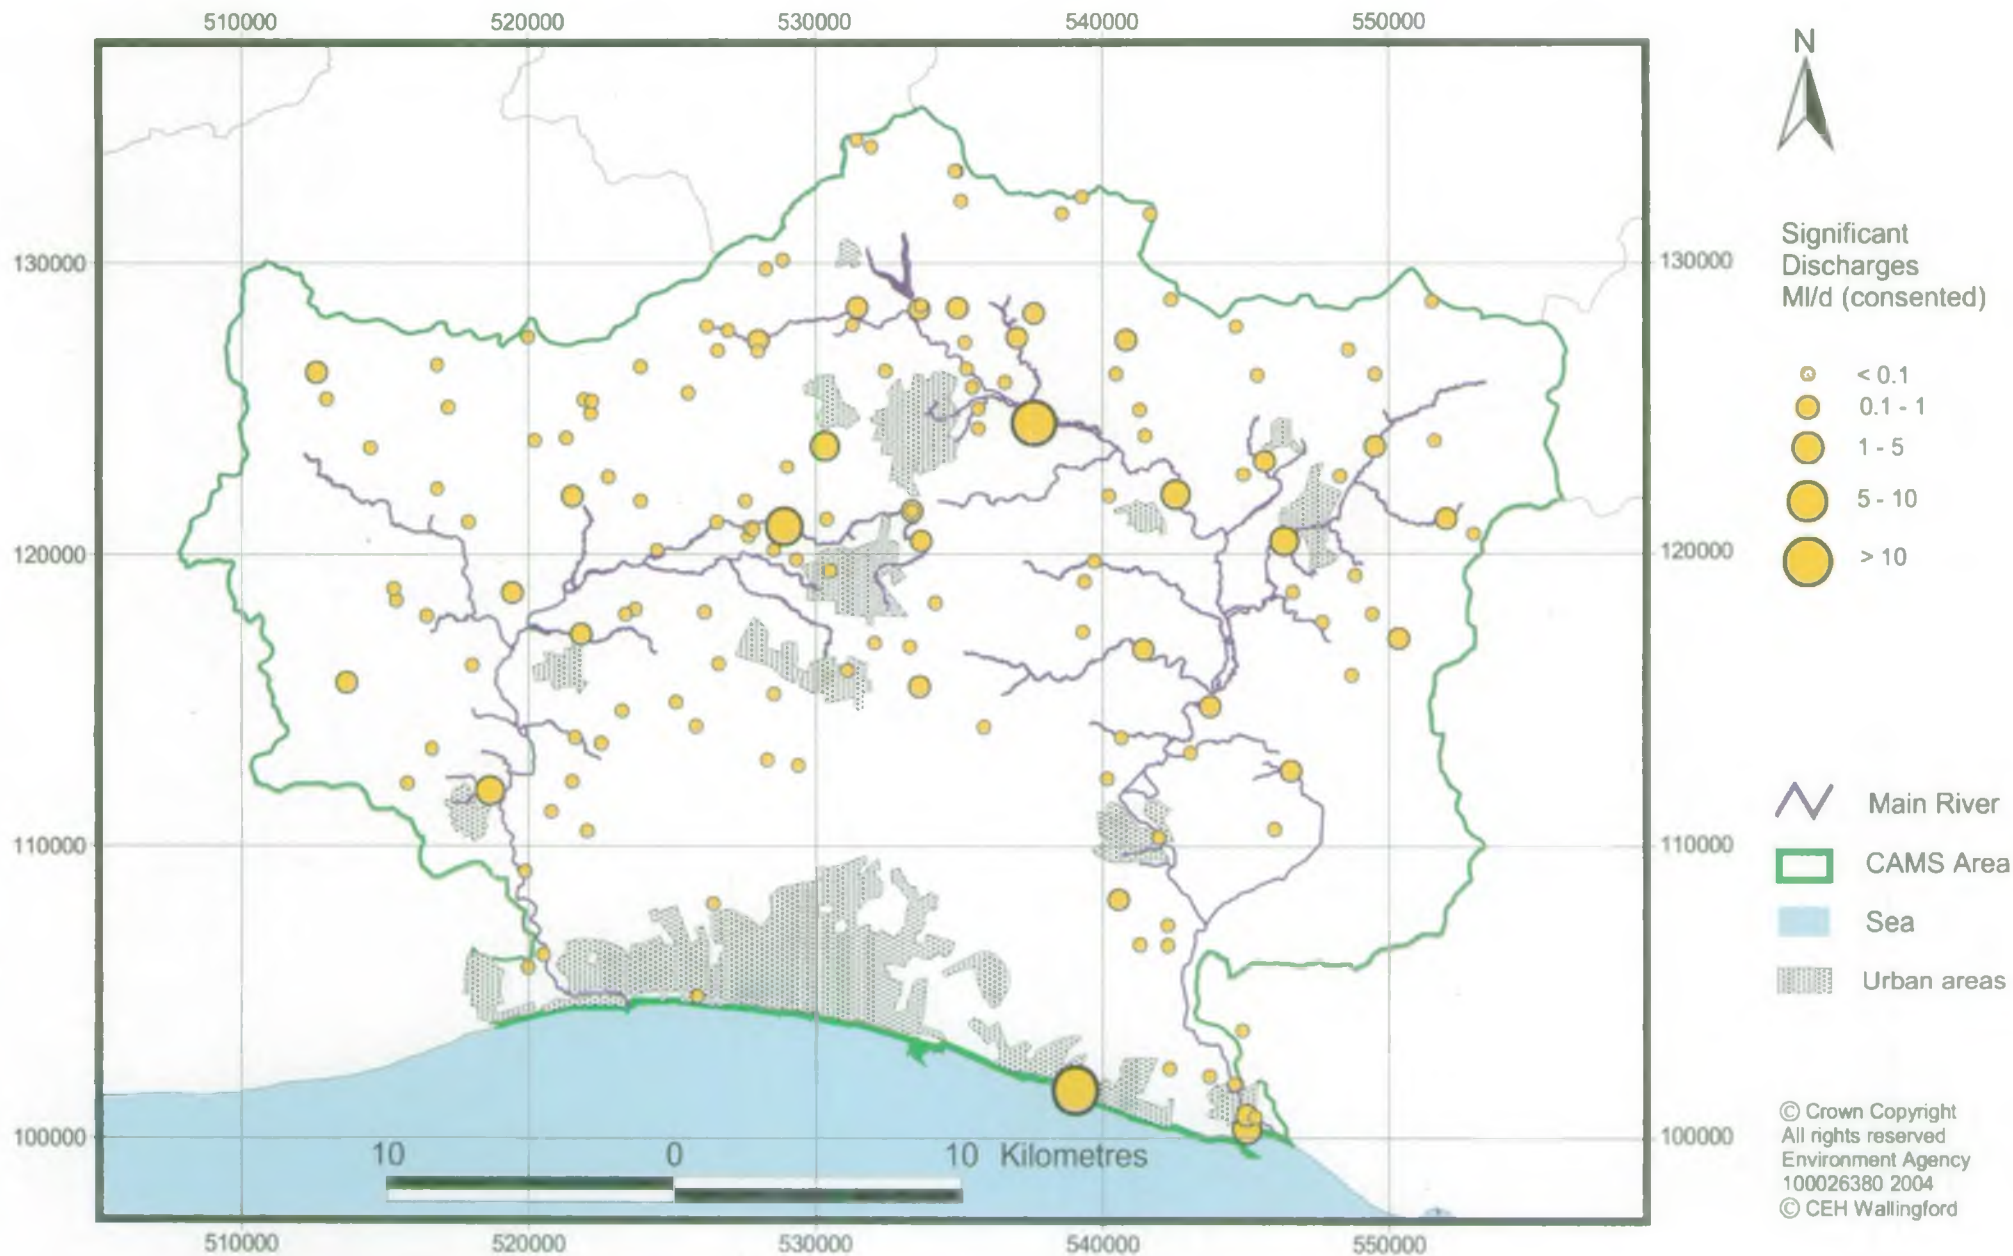 510000 520000 530000 540000 550000
N
Significant
Discharges
Ml/d (consented)
< 0.1
0.1 - 1
1 - 5
5 - 10
> 10
130000 130000
120000 120000
110000 110000
100000 100000
Main River
CAMS Area
Sea
Urban areas
10 0 10 Kilometres
© Crown Copyright
All rights reserved
Environment Agency
100026380 2004
© CEH Wallingford
510000 520000 530000 540000 550000